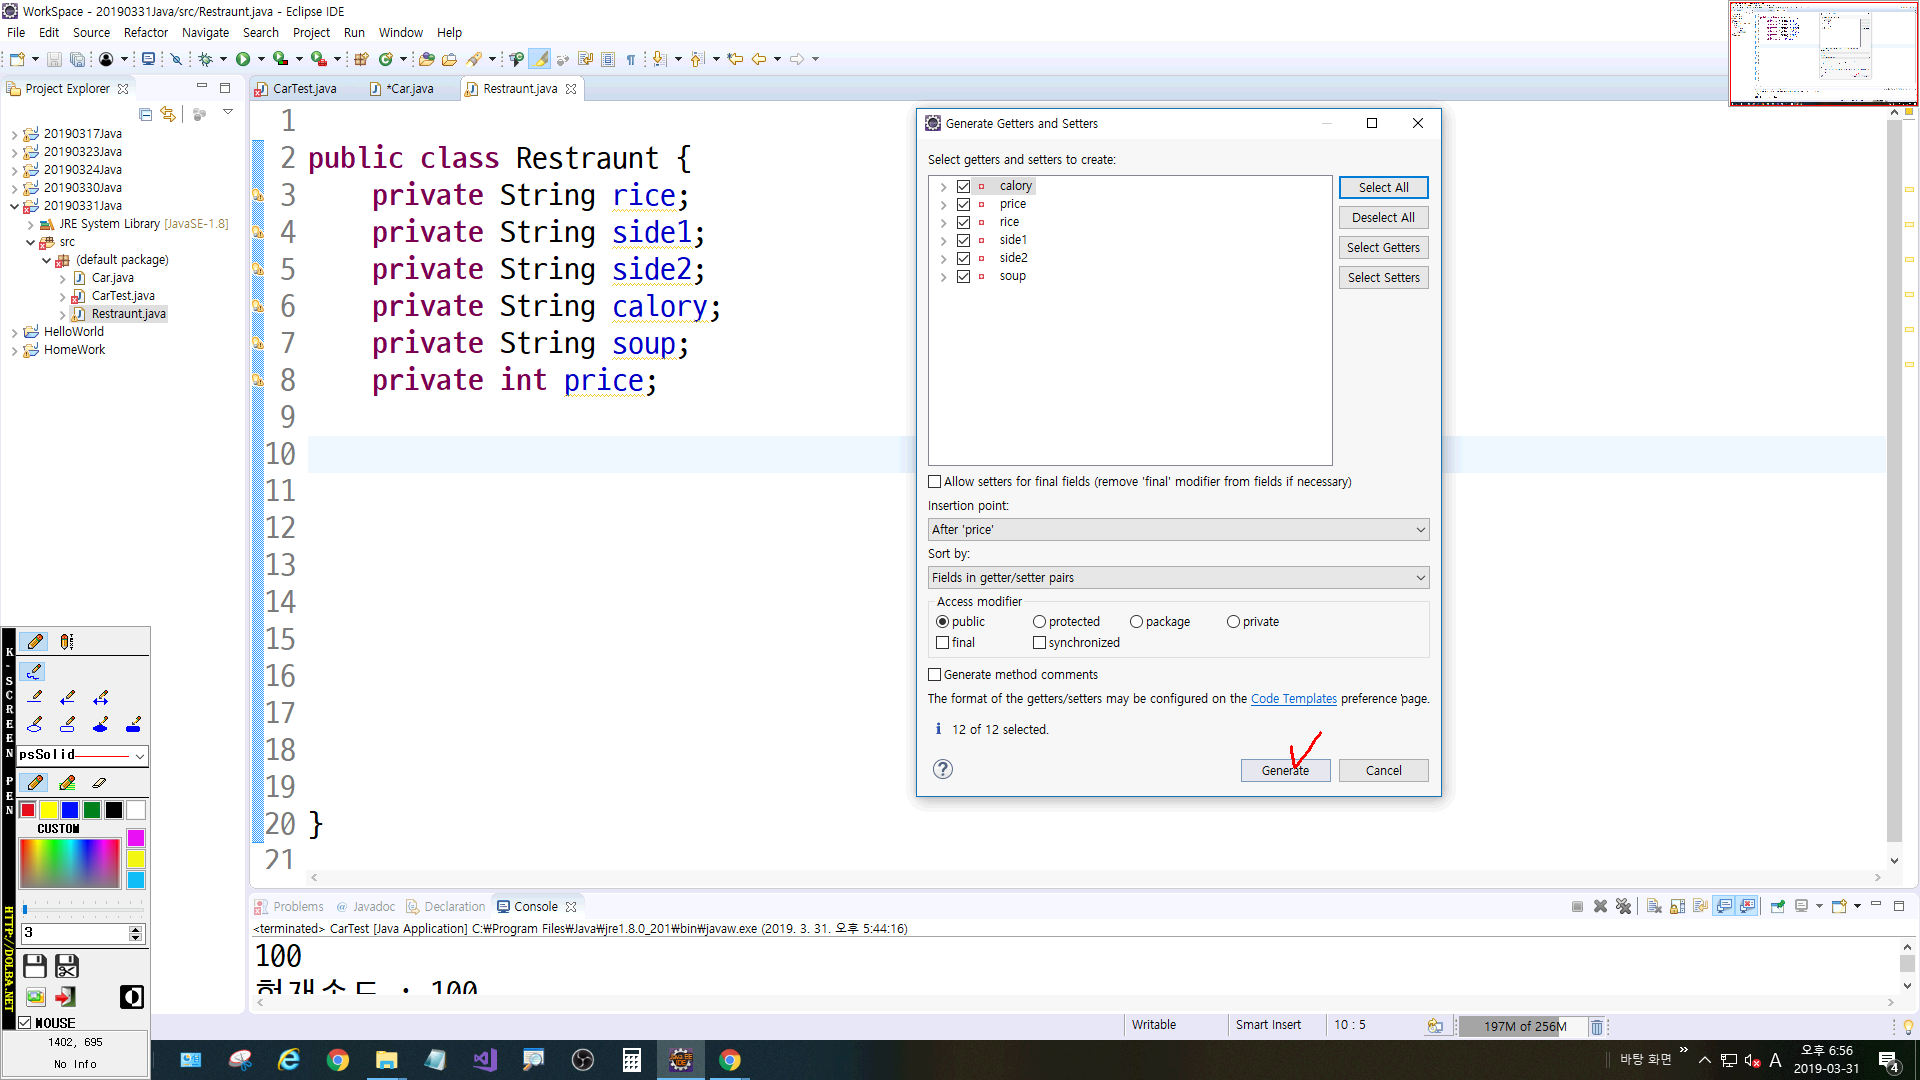 WorkSpace - 20190331Java/src/Restraunt.java - Eclipse IDE
File Edit Source Refactor Navigate Search Project Run Window Help
Project Explorer
CarTest.java *Car.java Restraunt.java
20190317Java
20190323Java
20190324Java
20190330Java
20190331Java
JRE System Library [JavaSE-1.8]
src
(default package)
Car.java
CarTest.java
Restraunt.java
HelloWorld
HomeWork
1
2 public class Restraunt {
3 private String rice;
4 private String side1;
5 private String side2;
6 private String calory;
7 private String soup;
8 private int price;
9
10
11
12
13
14
15
16
17
18
19
20 }
21
Generate Getters and Setters
Select getters and setters to create:
calory
price
rice
side1
side2
soup
Select All
Deselect All
Select Getters
Select Setters
Allow setters for final fields (remove 'final' modifier from fields if necessary)
Insertion point:
After 'price'
Sort by:
Fields in getter/setter pairs
Access modifier
public protected package private
final synchronized
Generate method comments
The format of the getters/setters may be configured on the Code Templates preference page.
12 of 12 selected.
Generate Cancel
K-SCREEN PEN
HTTP://DOLBA.NET
psSolid
CUSTOM
3
MOUSE
1402, 695
No Info
Problems Javadoc Declaration Console
<terminated> CarTest [Java Application] C:₩Program Files₩Java₩jre1.8.0_201₩bin₩javaw.exe (2019. 3. 31. 오후 5:44:16)
100
현재속도 : 100
Writable Smart Insert 10 : 5 197M of 256M
바탕 화면 A 오후 6:56
2019-03-31
4